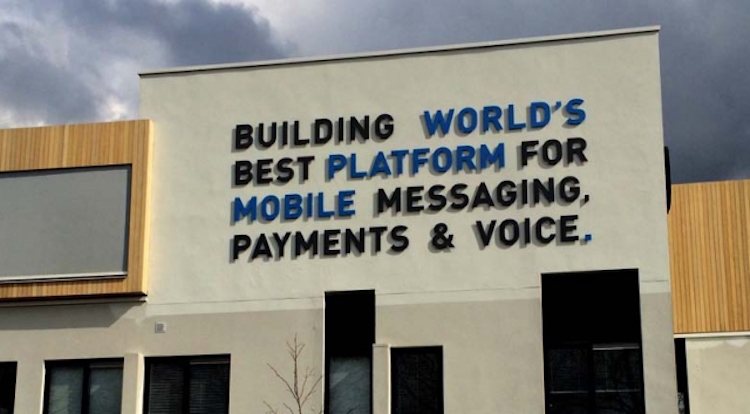 BUILDING WORLD'S
BEST PLATFORM FOR
MOBILE MESSAGING,
PAYMENTS & VOICE.